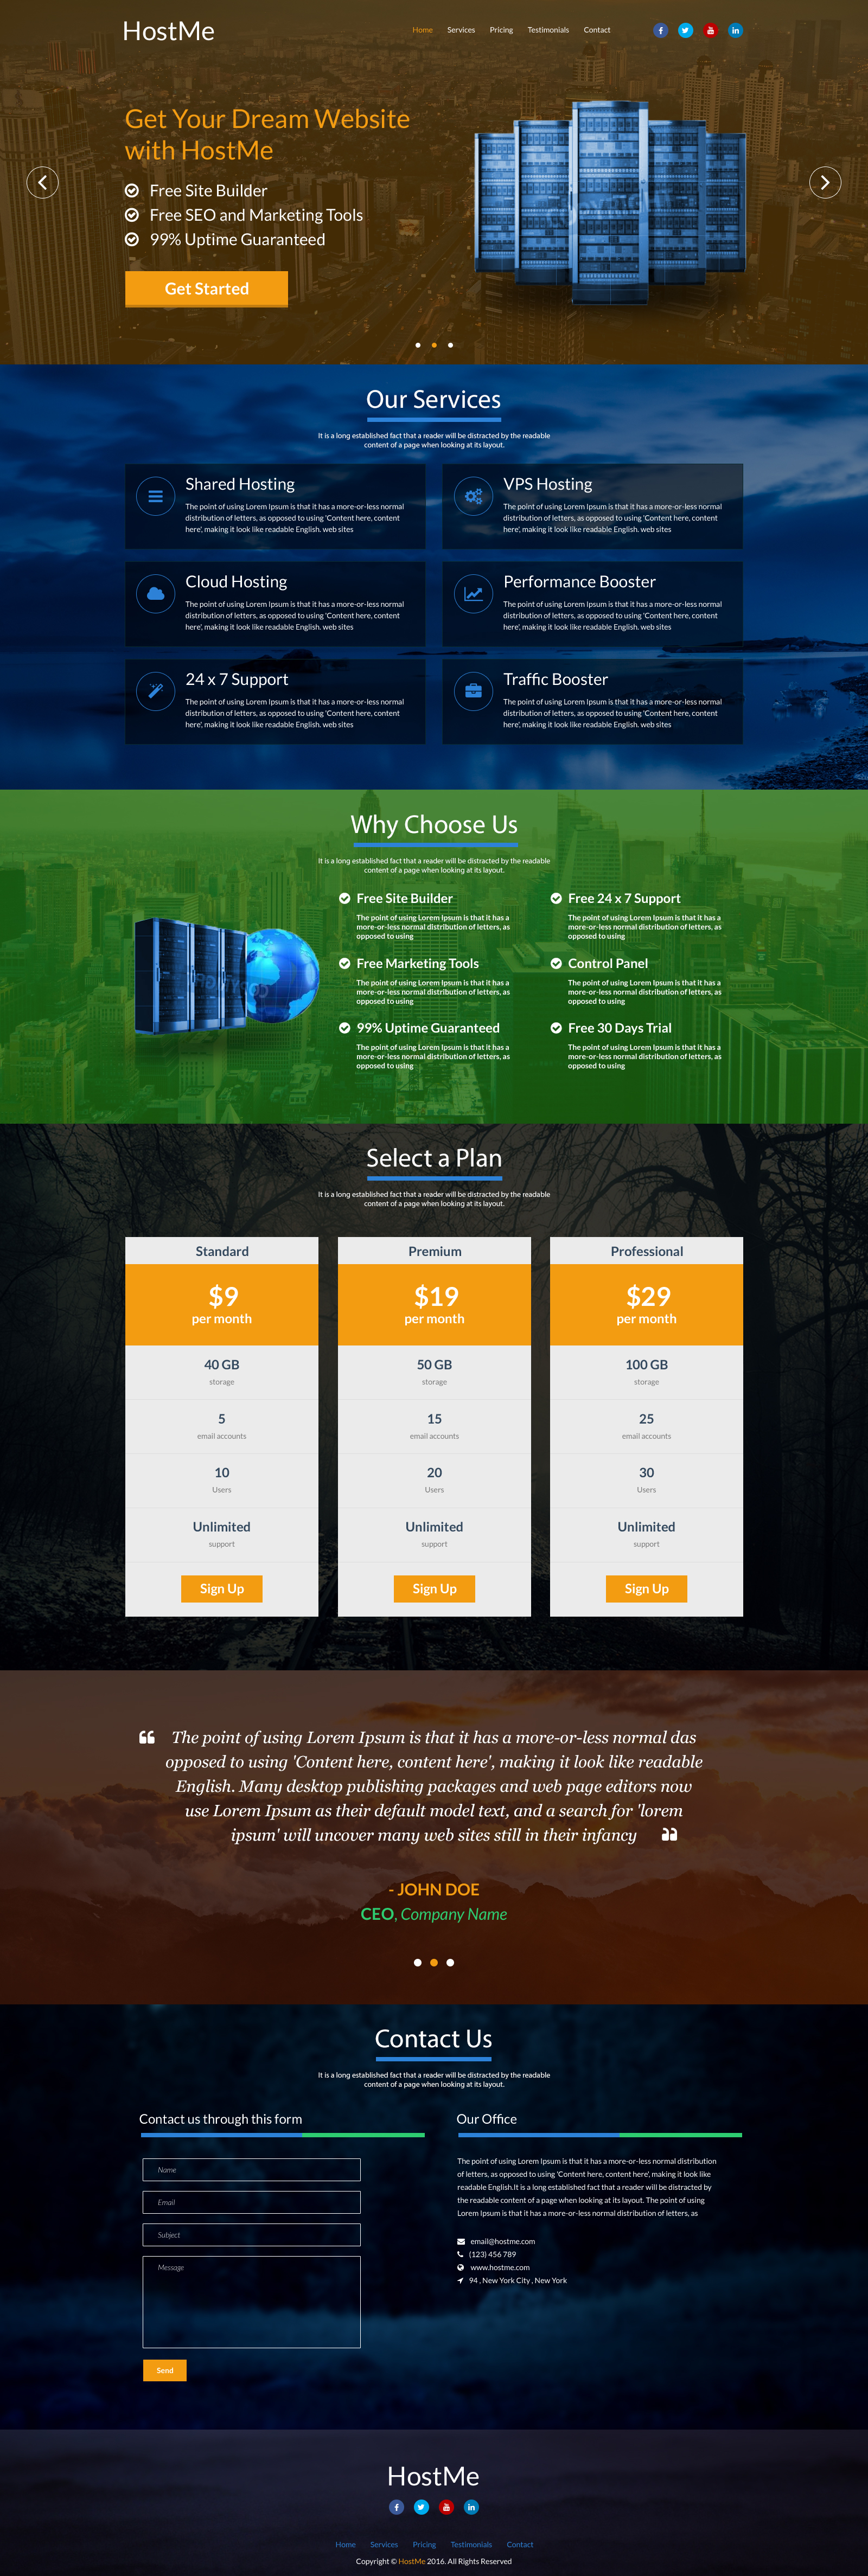 HostMe
Home Services Pricing Testimonials Contact
Get Your Dream Website
with HostMe
Free Site Builder
Free SEO and Marketing Tools
99% Uptime Guaranteed
Get Started
Our Services
It is a long established fact that a reader will be distracted by the readable
content of a page when looking at its layout.
Shared Hosting
The point of using Lorem Ipsum is that it has a more-or-less normal
distribution of letters, as opposed to using 'Content here, content
here', making it look like readable English. web sites
VPS Hosting
The point of using Lorem Ipsum is that it has a more-or-less normal
distribution of letters, as opposed to using 'Content here, content
here', making it look like readable English. web sites
Cloud Hosting
The point of using Lorem Ipsum is that it has a more-or-less normal
distribution of letters, as opposed to using 'Content here, content
here', making it look like readable English. web sites
Performance Booster
The point of using Lorem Ipsum is that it has a more-or-less normal
distribution of letters, as opposed to using 'Content here, content
here', making it look like readable English. web sites
24 x 7 Support
The point of using Lorem Ipsum is that it has a more-or-less normal
distribution of letters, as opposed to using 'Content here, content
here', making it look like readable English. web sites
Traffic Booster
The point of using Lorem Ipsum is that it has a more-or-less normal
distribution of letters, as opposed to using 'Content here, content
here', making it look like readable English. web sites
Why Choose Us
It is a long established fact that a reader will be distracted by the readable
content of a page when looking at its layout.
Free Site Builder
The point of using Lorem Ipsum is that it has a
more-or-less normal distribution of letters, as
opposed to using
Free 24 x 7 Support
The point of using Lorem Ipsum is that it has a
more-or-less normal distribution of letters, as
opposed to using
Free Marketing Tools
The point of using Lorem Ipsum is that it has a
more-or-less normal distribution of letters, as
opposed to using
Control Panel
The point of using Lorem Ipsum is that it has a
more-or-less normal distribution of letters, as
opposed to using
99% Uptime Guaranteed
The point of using Lorem Ipsum is that it has a
more-or-less normal distribution of letters, as
opposed to using
Free 30 Days Trial
The point of using Lorem Ipsum is that it has a
more-or-less normal distribution of letters, as
opposed to using
Select a Plan
It is a long established fact that a reader will be distracted by the readable
content of a page when looking at its layout.
Standard
$9
per month
40 GB
storage
5
email accounts
10
Users
Unlimited
support
Sign Up
Premium
$19
per month
50 GB
storage
15
email accounts
20
Users
Unlimited
support
Sign Up
Professional
$29
per month
100 GB
storage
25
email accounts
30
Users
Unlimited
support
Sign Up
The point of using Lorem Ipsum is that it has a more-or-less normal das
opposed to using 'Content here, content here', making it look like readable
English. Many desktop publishing packages and web page editors now
use Lorem Ipsum as their default model text, and a search for 'lorem
ipsum' will uncover many web sites still in their infancy
- JOHN DOE
CEO, Company Name
Contact Us
It is a long established fact that a reader will be distracted by the readable
content of a page when looking at its layout.
Contact us through this form
Name
Email
Subject
Message
Send
Our Office
The point of using Lorem Ipsum is that it has a more-or-less normal distribution
of letters, as opposed to using 'Content here, content here', making it look like
readable English.It is a long established fact that a reader will be distracted by
the readable content of a page when looking at its layout. The point of using
Lorem Ipsum is that it has a more-or-less normal distribution of letters, as
email@hostme.com
(123) 456 789
www.hostme.com
94 , New York City , New York
HostMe
Home Services Pricing Testimonials Contact
Copyright © HostMe 2016. All Rights Reserved